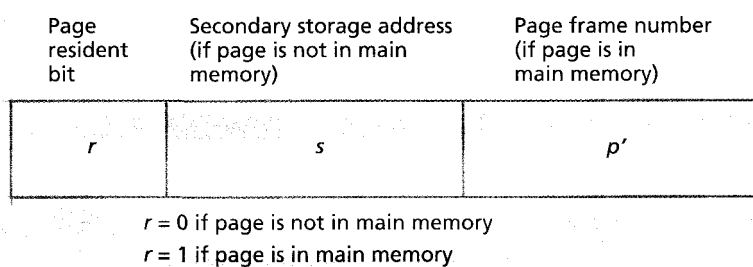 Page
resident
bit
Secondary storage address
(if page is not in main
memory)
Page frame number
(if page is in
main memory)
r
s
p′
r = 0 if page is not in main memory
r = 1 if page is in main memory